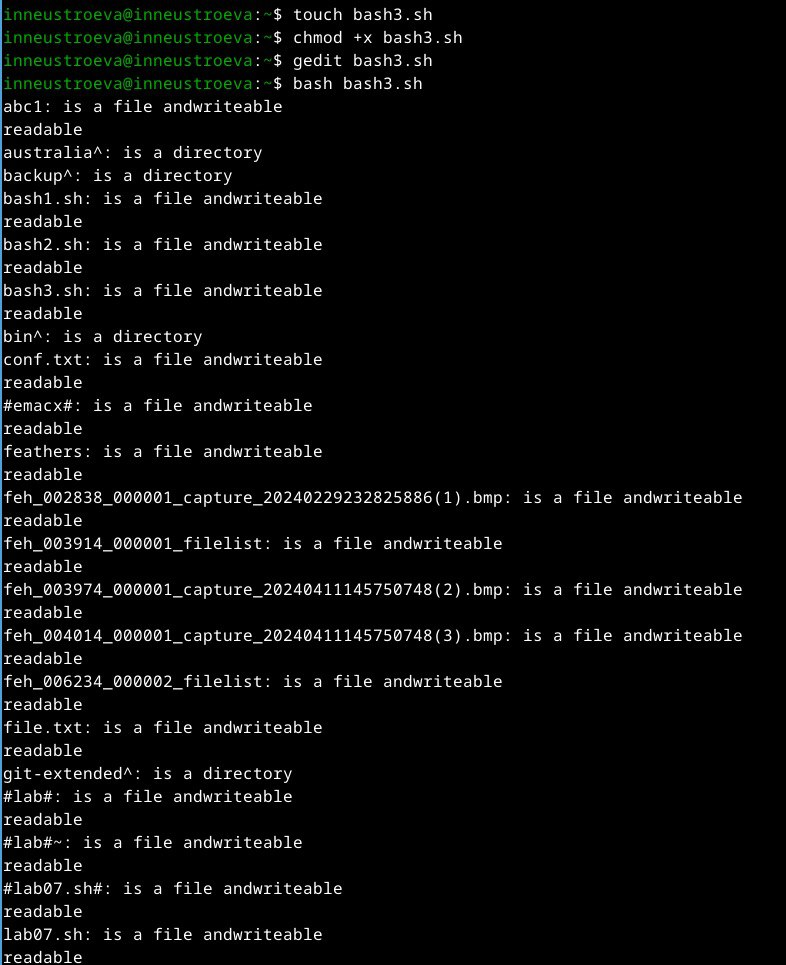 inneustroeva@inneustroeva:~$ touch bash3.sh
inneustroeva@inneustroeva:~$ chmod +x bash3.sh
inneustroeva@inneustroeva:~$ gedit bash3.sh
inneustroeva@inneustroeva:~$ bash bash3.sh
abc1: is a file andwriteable
readable
australia^: is a directory
backup^: is a directory
bash1.sh: is a file andwriteable
readable
bash2.sh: is a file andwriteable
readable
bash3.sh: is a file andwriteable
readable
bin^: is a directory
conf.txt: is a file andwriteable
readable
#emacx#: is a file andwriteable
readable
feathers: is a file andwriteable
readable
feh_002838_000001_capture_20240229232825886(1).bmp: is a file andwriteable
readable
feh_003914_000001_filelist: is a file andwriteable
readable
feh_003974_000001_capture_20240411145750748(2).bmp: is a file andwriteable
readable
feh_004014_000001_capture_20240411145750748(3).bmp: is a file andwriteable
readable
feh_006234_000002_filelist: is a file andwriteable
readable
file.txt: is a file andwriteable
readable
git-extended^: is a directory
#lab#: is a file andwriteable
readable
#lab#~: is a file andwriteable
readable
#lab07.sh#: is a file andwriteable
readable
lab07.sh: is a file andwriteable
readable